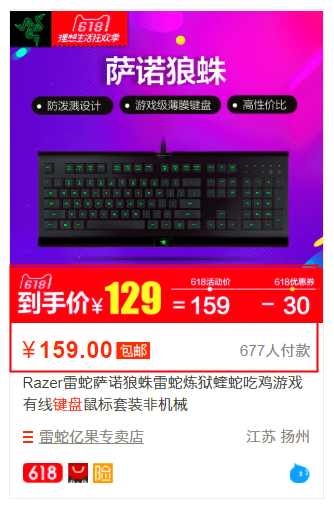 618
理想生活狂欢季
萨诺狼蛛
防泼溅设计 游戏级薄膜键盘 高性价比
618 618活动价 618优惠券
到手价¥129 =159 -30
¥159.00 包邮 677人付款
Razer雷蛇萨诺狼蛛雷蛇炼狱蝰蛇吃鸡游戏
有线键盘鼠标套装非机械
雷蛇亿果专卖店 江苏 扬州
618 险